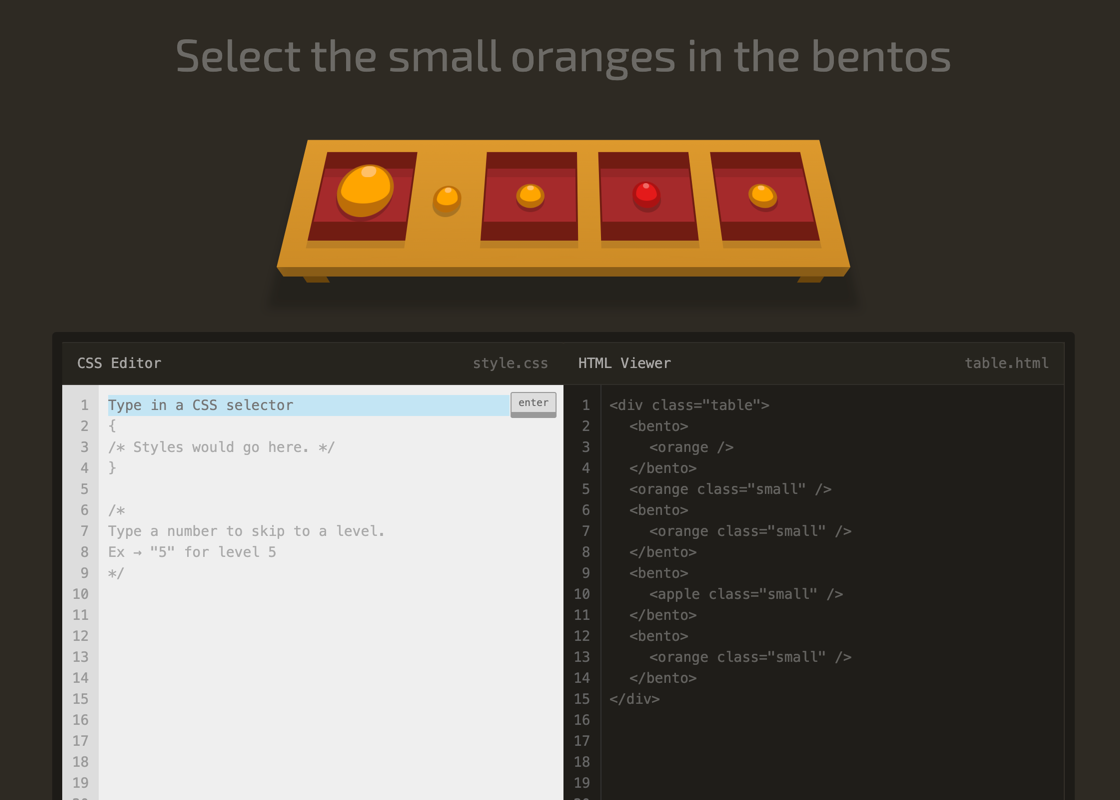 Select the small oranges in the bentos
CSS Editor
style.css
HTML Viewer
table.html
1
Type in a CSS selector
enter
2
{
3
/* Styles would go here. */
4
}
5
6
/*
7
Type a number to skip to a level.
8
Ex → "5" for level 5
9
*/
10
11
12
13
14
15
16
17
18
19
1
<div class="table">
2
<bento>
3
<orange />
4
</bento>
5
<orange class="small" />
6
<bento>
7
<orange class="small" />
8
</bento>
9
<bento>
10
<apple class="small" />
11
</bento>
12
<bento>
13
<orange class="small" />
14
</bento>
15
</div>
16
17
18
19